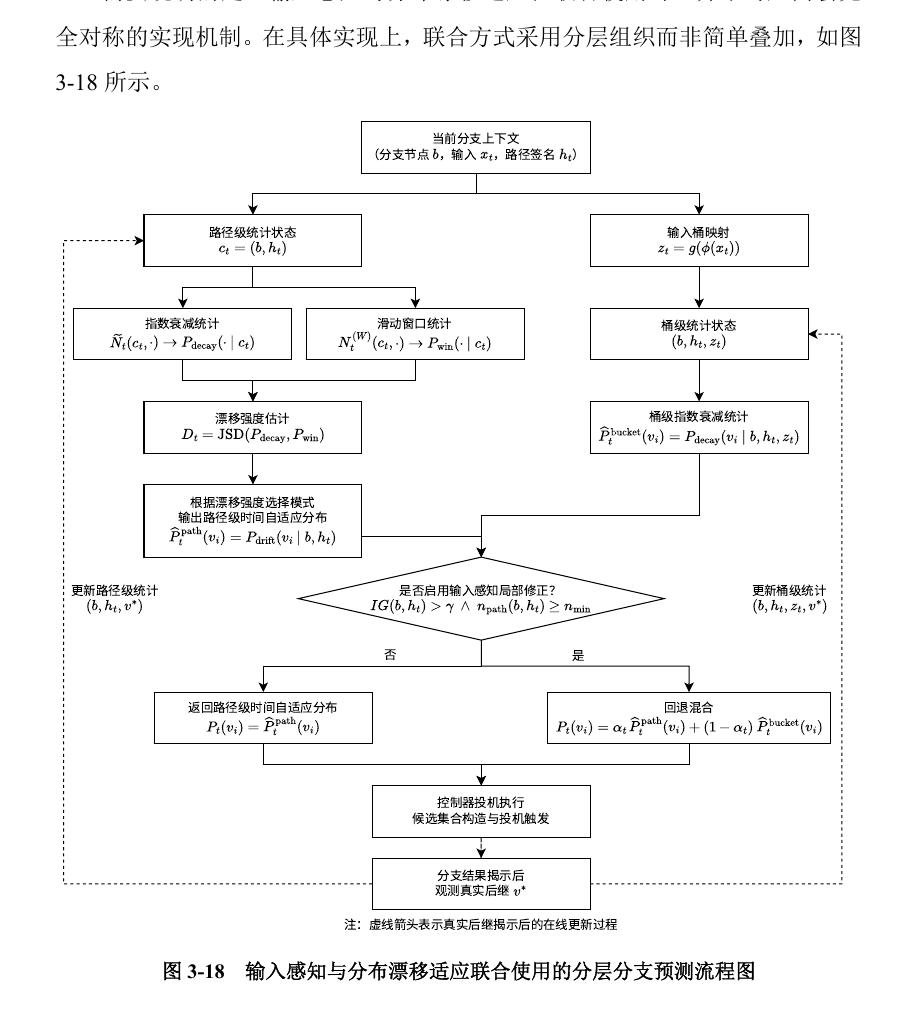 全对称的实现机制。在具体实现上，联合方式采用分层组织而非简单叠加，如图
3-18 所示。
当前分支上下文
（分支节点 b，输入 x_t，路径签名 h_t）
路径级统计状态
c_t = (b, h_t)
输入桶映射
z_t = g(ϕ(x_t))
指数衰减统计
Ñ_t(c_t, ·) → P_decay(· | c_t)
滑动窗口统计
N_t^(W)(c_t, ·) → P_win(· | c_t)
桶级统计状态
(b, h_t, z_t)
漂移强度估计
D_t = JSD(P_decay, P_win)
桶级指数衰减统计
P̂_t^bucket(v_i) = P_decay(v_i | b, h_t, z_t)
根据漂移强度选择模式
输出路径级时间自适应分布
P̂_t^path(v_i) = P_drift(v_i | b, h_t)
更新路径级统计
(b, h_t, v*)
是否启用输入感知局部修正？
IG(b, h_t) > γ ∧ n_path(b, h_t) ≥ n_min
更新桶级统计
(b, h_t, z_t, v*)
否
是
返回路径级时间自适应分布
P_t(v_i) = P̂_t^path(v_i)
回退混合
P_t(v_i) = α_t P̂_t^path(v_i) + (1 − α_t) P̂_t^bucket(v_i)
控制器投机执行
候选集合构造与投机触发
分支结果揭示后
观测真实后继 v*
注：虚线箭头表示真实后继揭示后的在线更新过程
图 3-18 输入感知与分布漂移适应联合使用的分层分支预测流程图